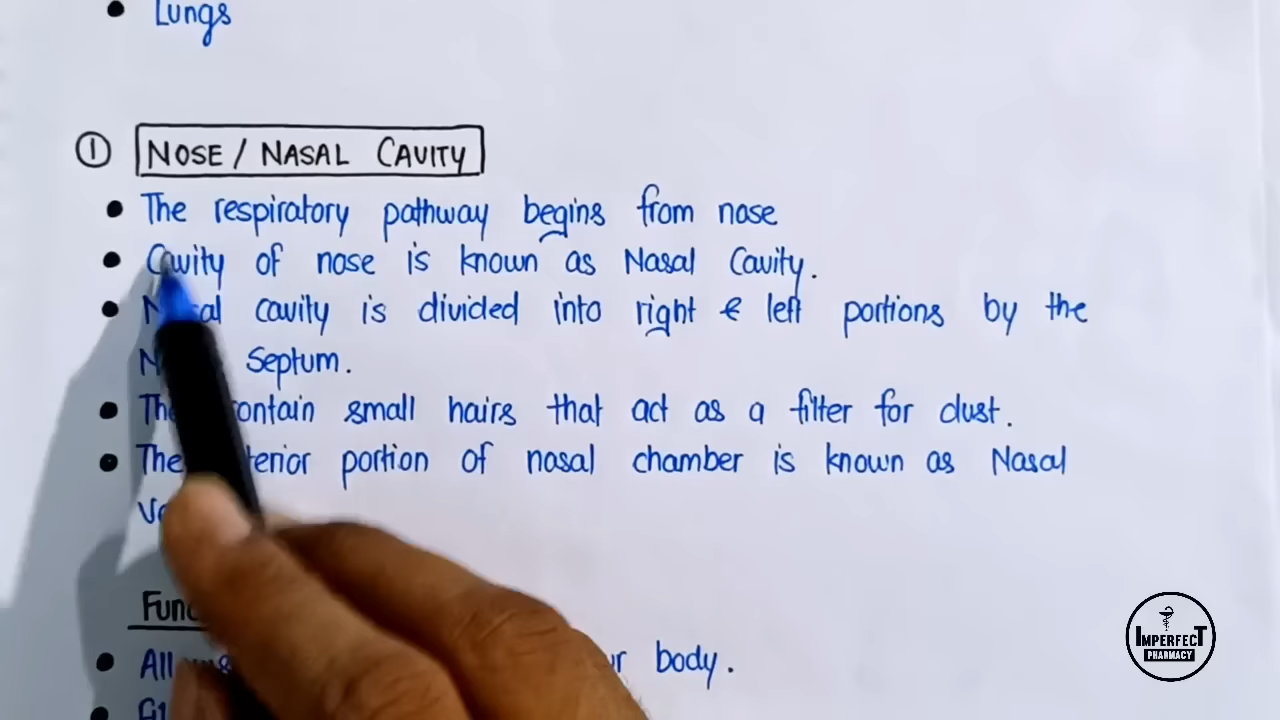 • Lungs
① NOSE / NASAL CAVITY
• The respiratory pathway begins from nose
• Cavity of nose is known as Nasal Cavity.
• Nasal cavity is divided into right & left portions by the
Septum.
• contain small hairs that act as a filter for dust.
• The portion of nasal chamber is known as Nasal
• body.
IMPERFECT
PHARMACY